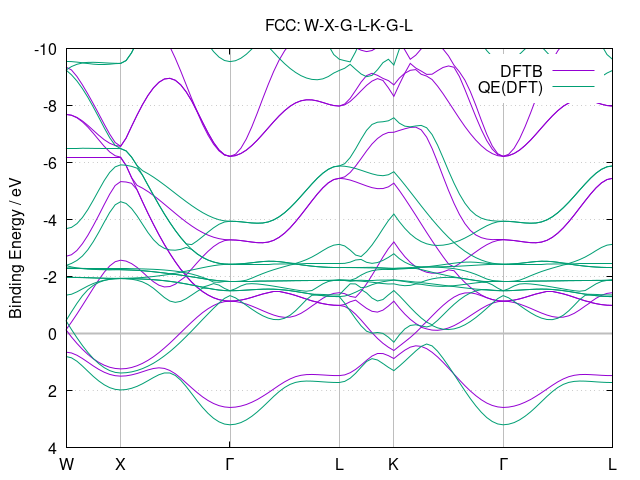 FCC: W-X-G-L-K-G-L
-10
DFTB
QE(DFT)
-8
-6
-4
-2
0
2
4
Binding Energy / eV
W X Γ L K Γ L